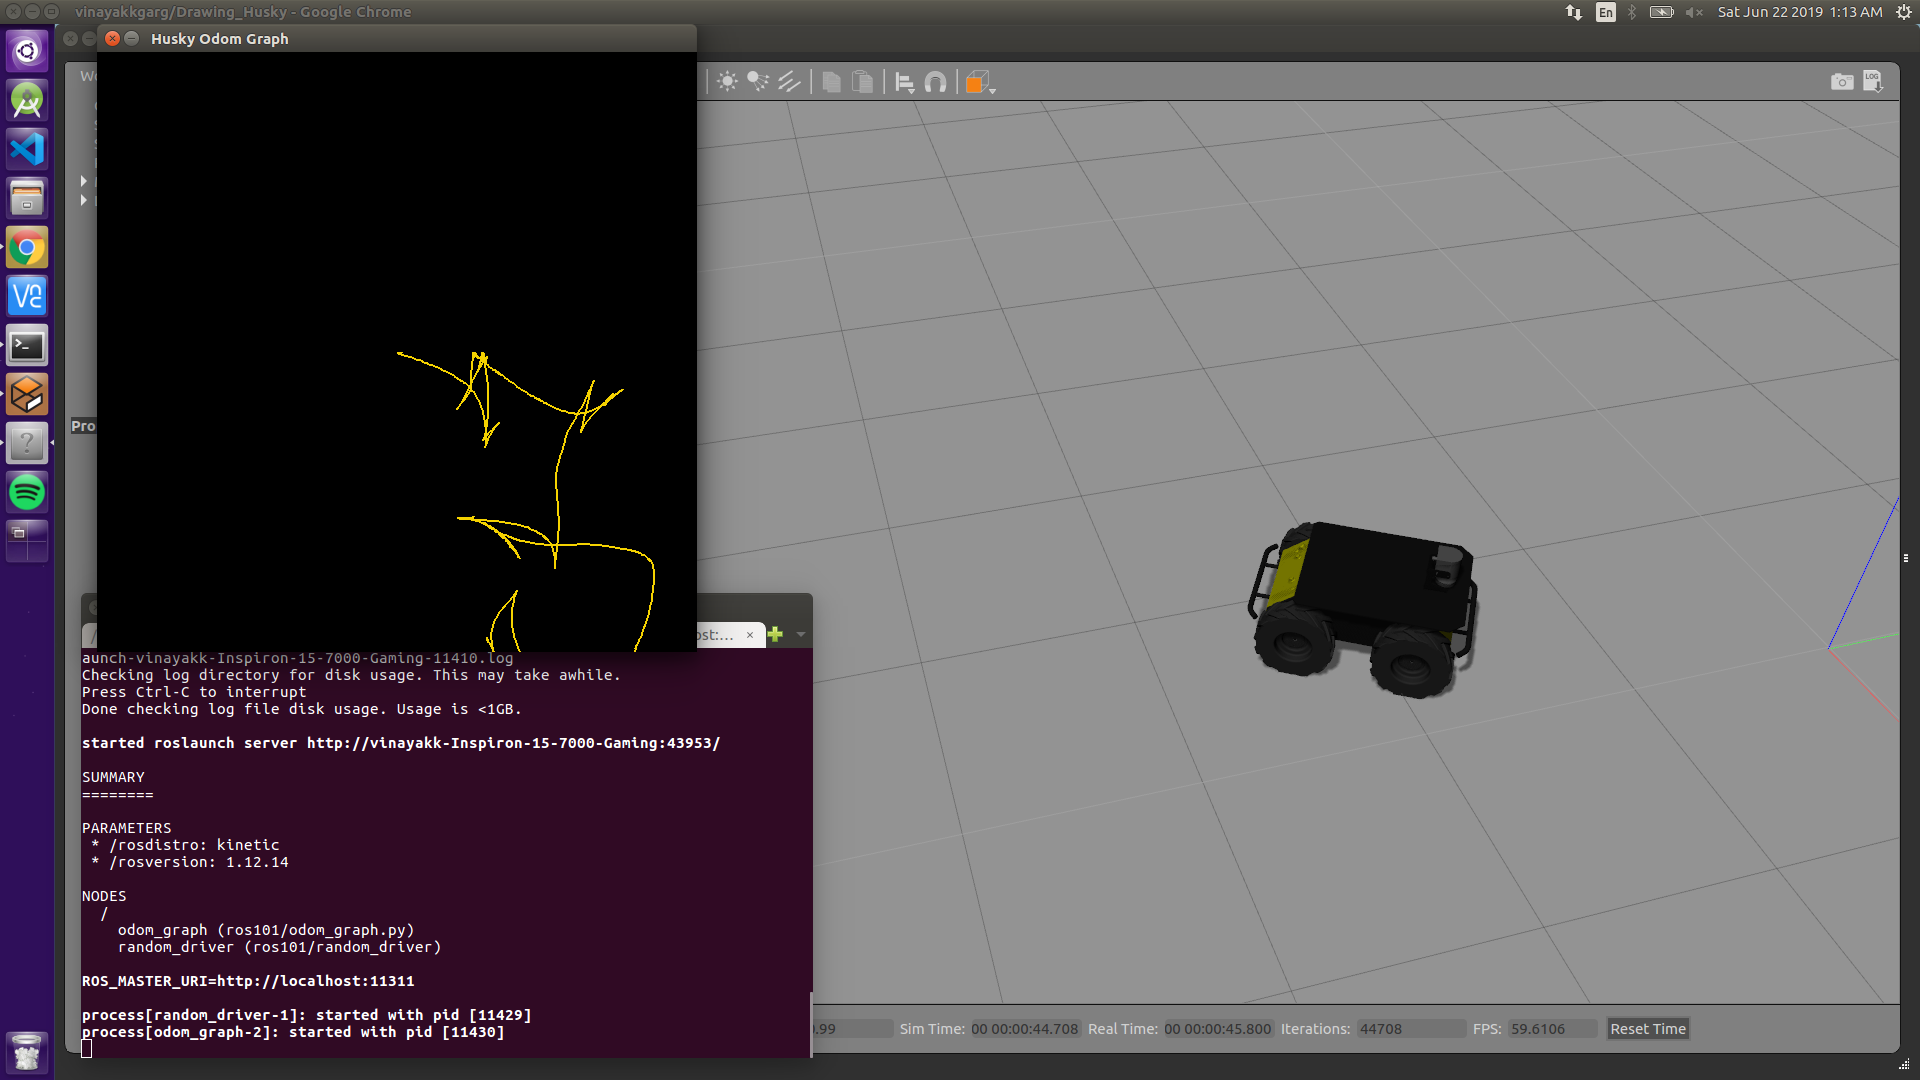 vinayakkgarg/Drawing_Husky - Google Chrome
En
Sat Jun 22 2019 1:13 AM
Husky Odom Graph
LOG
Pro
aunch-vinayakk-Inspiron-15-7000-Gaming-11410.log
Checking log directory for disk usage. This may take awhile.
Press Ctrl-C to interrupt
Done checking log file disk usage. Usage is <1GB.
started roslaunch server http://vinayakk-Inspiron-15-7000-Gaming:43953/
SUMMARY
========
PARAMETERS
* /rosdistro: kinetic
* /rosversion: 1.12.14
NODES
/
odom_graph (ros101/odom_graph.py)
random_driver (ros101/random_driver)
ROS_MASTER_URI=http://localhost:11311
process[random_driver-1]: started with pid [11429]
process[odom_graph-2]: started with pid [11430]
ost:...
.99 Sim Time: 00 00:00:44.708 Real Time: 00 00:00:45.800 Iterations: 44708 FPS: 59.6106 Reset Time